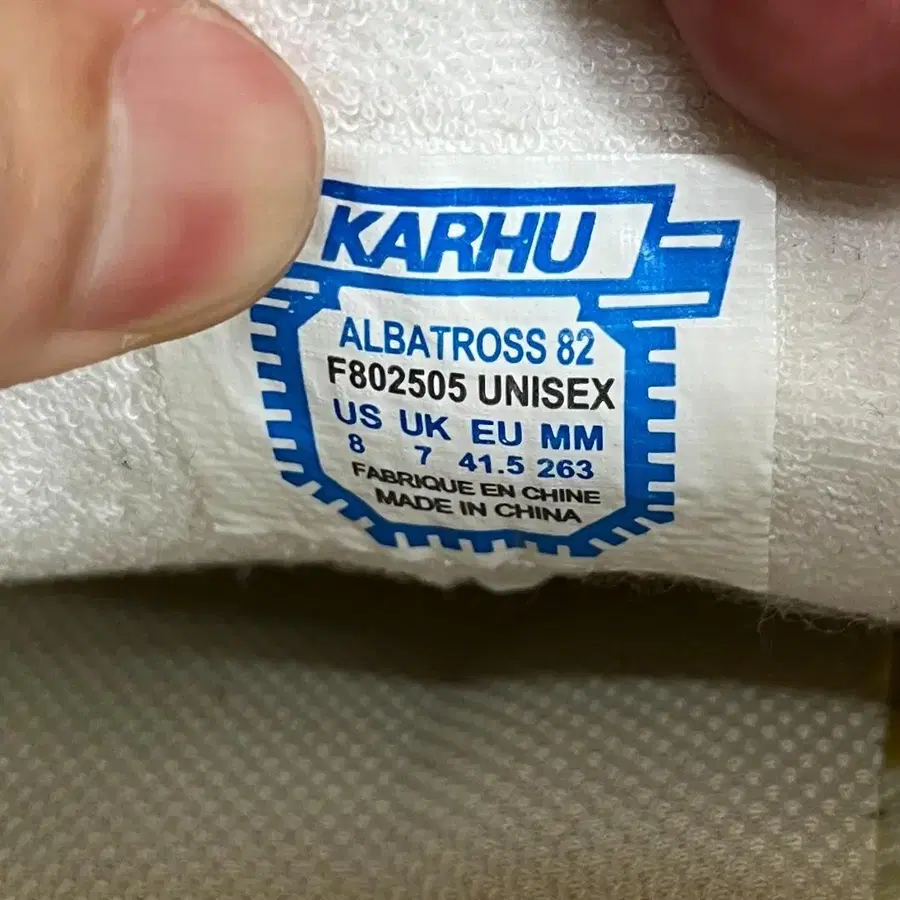 KARHU
ALBATROSS 82
F802505 UNISEX
US UK EU MM
8 7 41.5 263
FABRIQUE EN CHINE
MADE IN CHINA